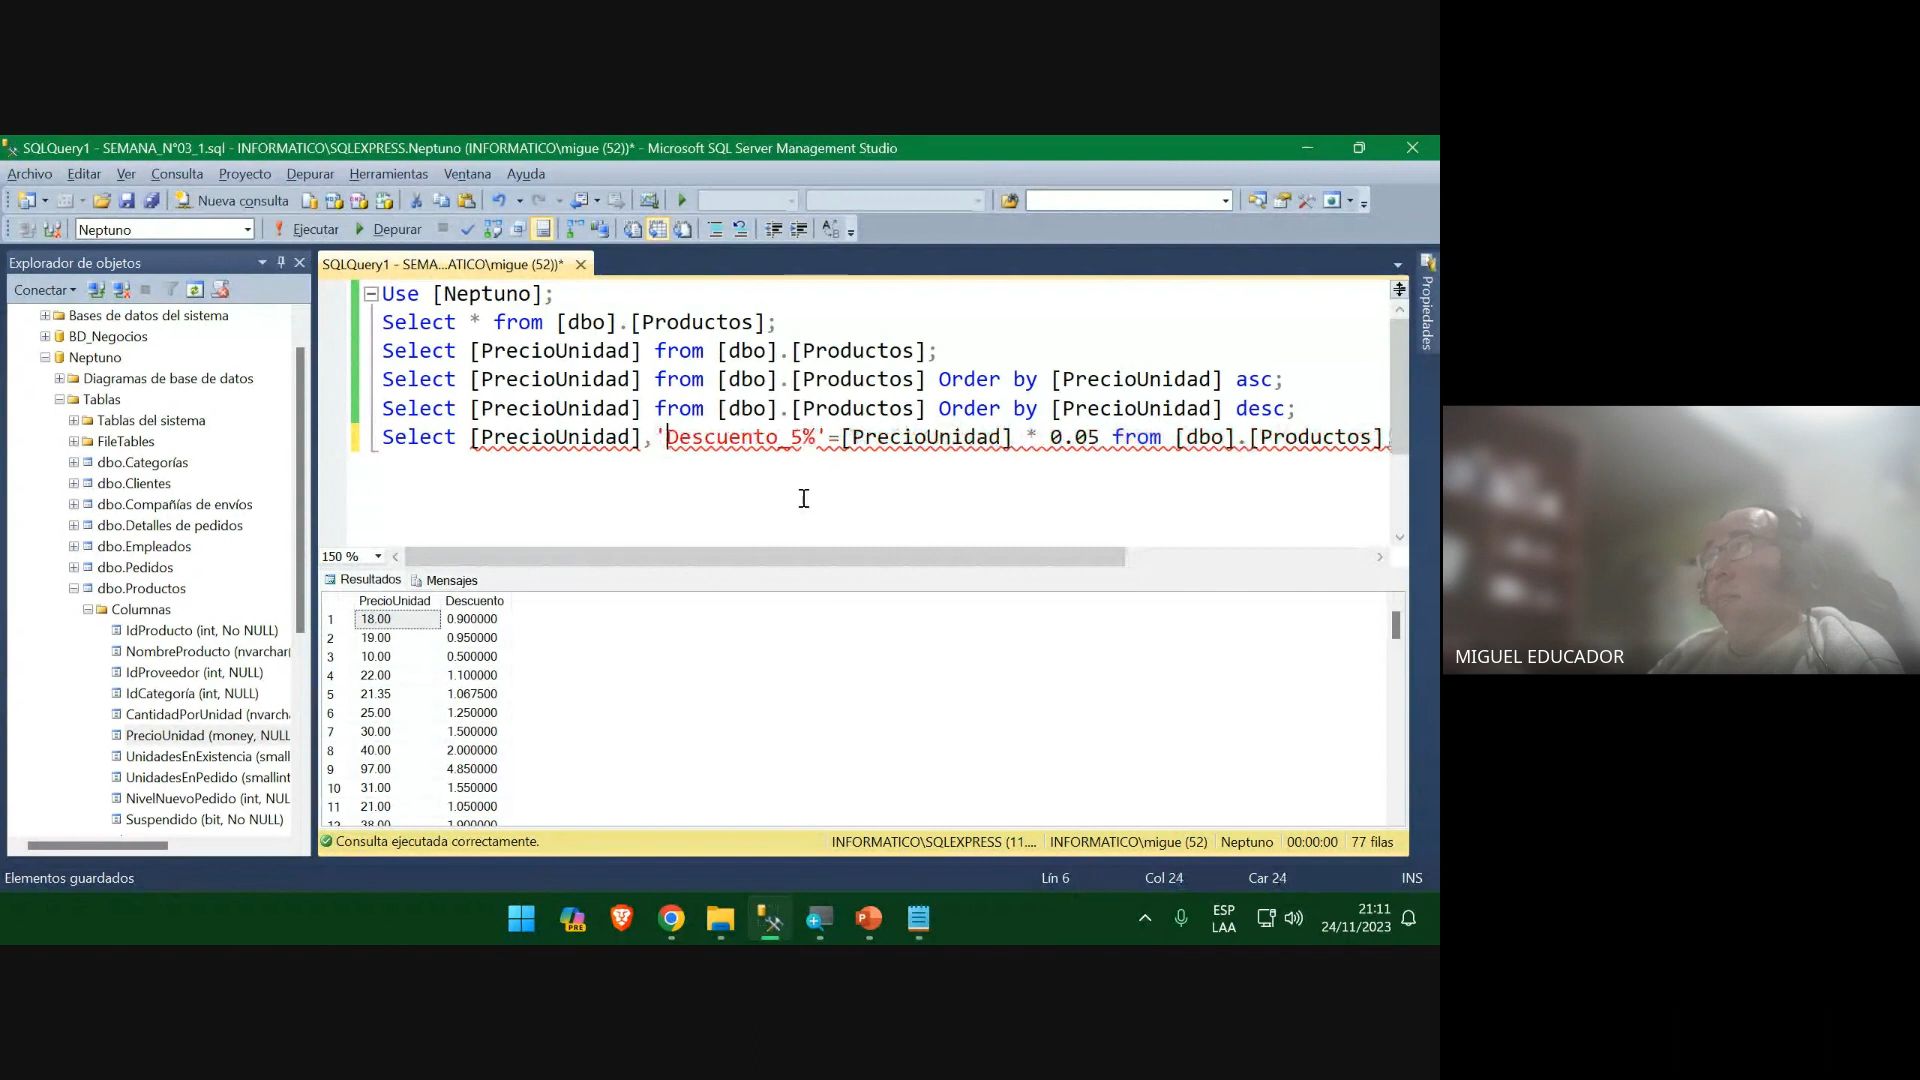 SQLQuery1 - SEMANA_N°03_1.sql - INFORMATICO\SQLEXPRESS.Neptuno (INFORMATICO\migue (52))* - Microsoft SQL Server Management Studio
Archivo Editar Ver Consulta Proyecto Depurar Herramientas Ventana Ayuda
Nueva consulta
Neptuno Ejecutar Depurar
Explorador de objetos
Conectar
Bases de datos del sistema
BD_Negocios
Neptuno
Diagramas de base de datos
Tablas
Tablas del sistema
FileTables
dbo.Categorías
dbo.Clientes
dbo.Compañías de envíos
dbo.Detalles de pedidos
dbo.Empleados
dbo.Pedidos
dbo.Productos
Columnas
IdProducto (int, No NULL)
NombreProducto (nvarchar(
IdProveedor (int, NULL)
IdCategoría (int, NULL)
CantidadPorUnidad (nvarch
PrecioUnidad (money, NULL
UnidadesEnExistencia (small
UnidadesEnPedido (smallint
NivelNuevoPedido (int, NUL
Suspendido (bit, No NULL)
SQLQuery1 - SEMA...ATICO\migue (52))*
Use [Neptuno];
Select * from [dbo].[Productos];
Select [PrecioUnidad] from [dbo].[Productos];
Select [PrecioUnidad] from [dbo].[Productos] Order by [PrecioUnidad] asc;
Select [PrecioUnidad] from [dbo].[Productos] Order by [PrecioUnidad] desc;
Select [PrecioUnidad],'Descuento_5%'=[PrecioUnidad] * 0.05 from [dbo].[Productos]
150 %
Resultados Mensajes
PrecioUnidad Descuento
1 18.00 0.900000
2 19.00 0.950000
3 10.00 0.500000
4 22.00 1.100000
5 21.35 1.067500
6 25.00 1.250000
7 30.00 1.500000
8 40.00 2.000000
9 97.00 4.850000
10 31.00 1.550000
11 21.00 1.050000
12 38.00 1.900000
Consulta ejecutada correctamente. INFORMATICO\SQLEXPRESS (11.... INFORMATICO\migue (52) Neptuno 00:00:00 77 filas
Propiedades
Elementos guardados Lín 6 Col 24 Car 24 INS
PRE
ESP
LAA
21:11
24/11/2023
MIGUEL EDUCADOR